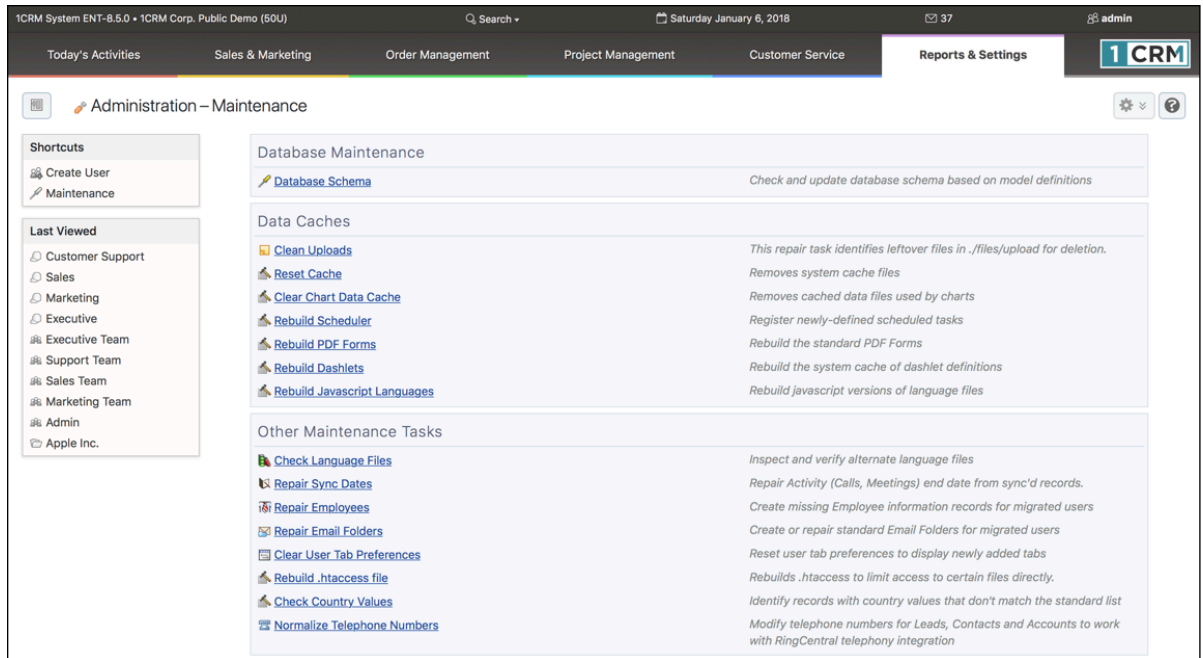 1CRM System ENT-8.5.0 • 1CRM Corp. Public Demo (50U) Search Saturday January 6, 2018 37 admin
Today's Activities Sales & Marketing Order Management Project Management Customer Service Reports & Settings 1 CRM
Administration – Maintenance
Shortcuts
Create User
Maintenance
Last Viewed
Customer Support
Sales
Marketing
Executive
Executive Team
Support Team
Sales Team
Marketing Team
Admin
Apple Inc.
Database Maintenance
Database Schema Check and update database schema based on model definitions
Data Caches
Clean Uploads This repair task identifies leftover files in ./files/upload for deletion.
Reset Cache Removes system cache files
Clear Chart Data Cache Removes cached data files used by charts
Rebuild Scheduler Register newly-defined scheduled tasks
Rebuild PDF Forms Rebuild the standard PDF Forms
Rebuild Dashlets Rebuild the system cache of dashlet definitions
Rebuild Javascript Languages Rebuild javascript versions of language files
Other Maintenance Tasks
Check Language Files Inspect and verify alternate language files
Repair Sync Dates Repair Activity (Calls, Meetings) end date from sync'd records.
Repair Employees Create missing Employee information records for migrated users
Repair Email Folders Create or repair standard Email Folders for migrated users
Clear User Tab Preferences Reset user tab preferences to display newly added tabs
Rebuild .htaccess file Rebuilds .htaccess to limit access to certain files directly.
Check Country Values Identify records with country values that don't match the standard list
Normalize Telephone Numbers Modify telephone numbers for Leads, Contacts and Accounts to work
with RingCentral telephony integration